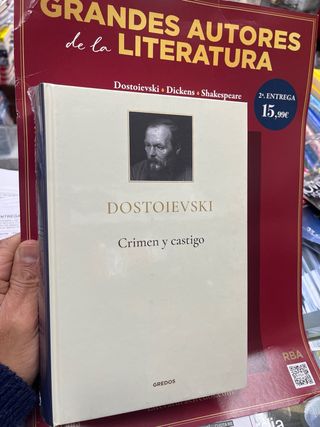 GRANDES AUTORES
de la LITERATURA
Dostoievski ♦ Dickens ♦ Shakespeare
2ª. ENTREGA
15,99€
DOSTOIEVSKI
Crimen y castigo
GREDOS
RBA